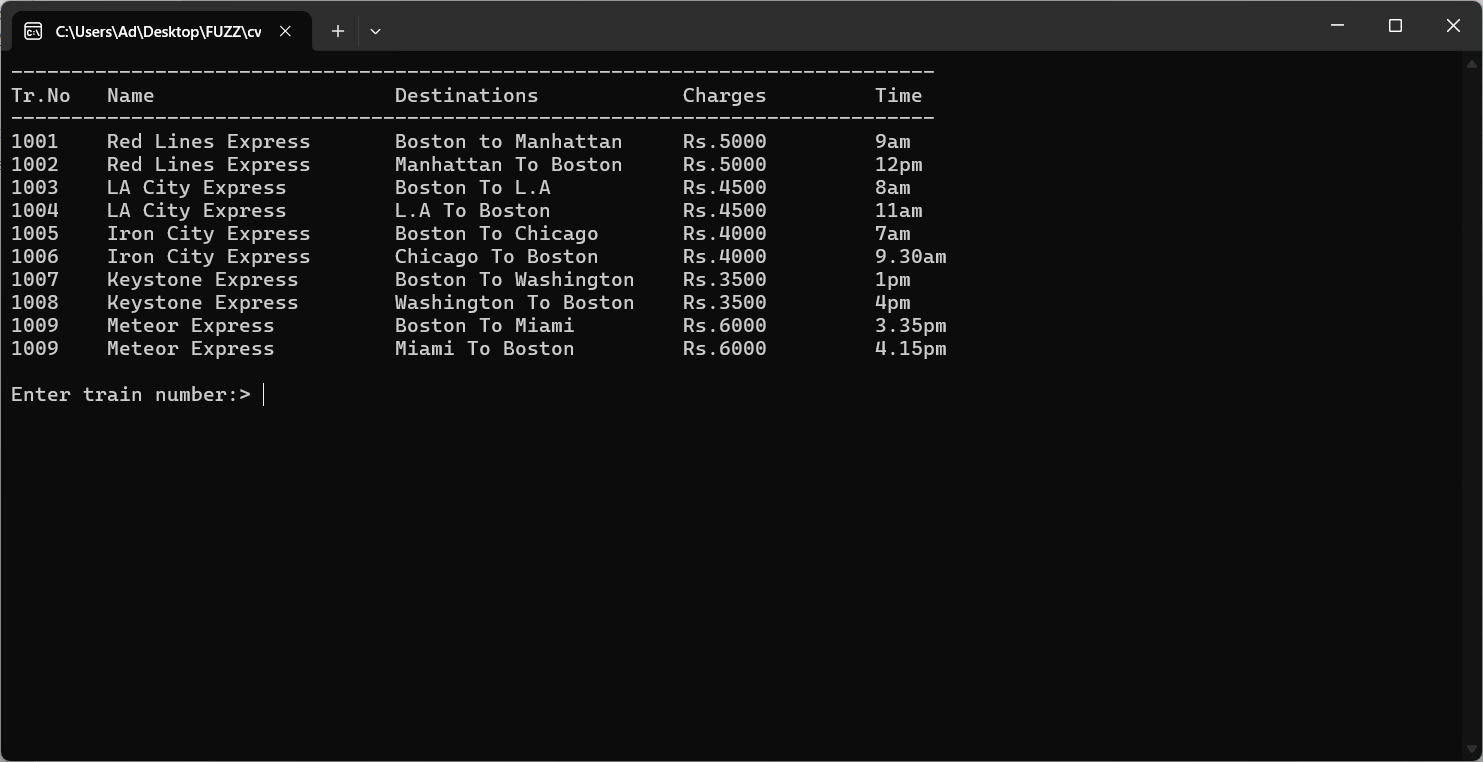 C:\Users\Ad\Desktop\FUZZ\cv
-----------------------------------------------------------------------------
Tr.No   Name                    Destinations            Charges         Time
-----------------------------------------------------------------------------
1001    Red Lines Express       Boston to Manhattan     Rs.5000         9am
1002    Red Lines Express       Manhattan To Boston     Rs.5000         12pm
1003    LA City Express         Boston To L.A           Rs.4500         8am
1004    LA City Express         L.A To Boston           Rs.4500         11am
1005    Iron City Express       Boston To Chicago       Rs.4000         7am
1006    Iron City Express       Chicago To Boston       Rs.4000         9.30am
1007    Keystone Express        Boston To Washington    Rs.3500         1pm
1008    Keystone Express        Washington To Boston    Rs.3500         4pm
1009    Meteor Express          Boston To Miami         Rs.6000         3.35pm
1009    Meteor Express          Miami To Boston         Rs.6000         4.15pm
Enter train number:>